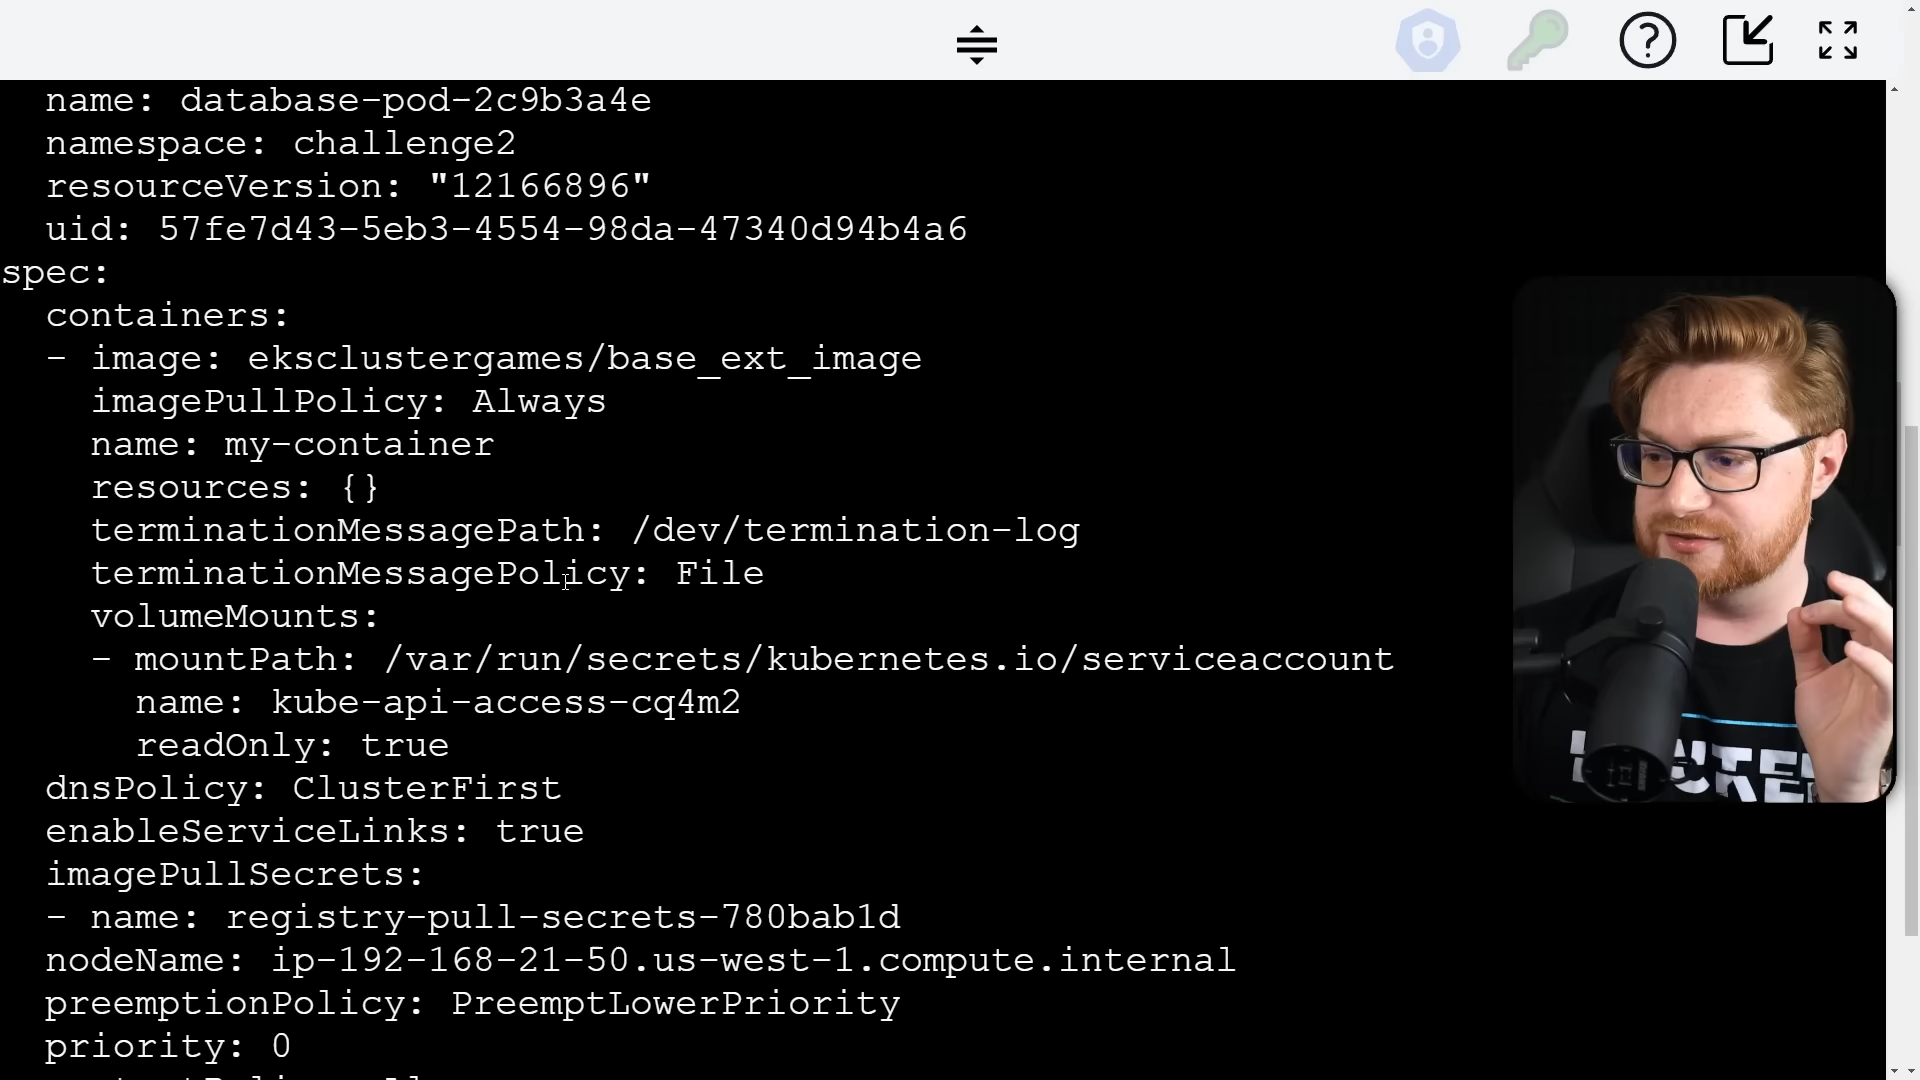 name: database-pod-2c9b3a4e
namespace: challenge2
resourceVersion: "12166896"
uid: 57fe7d43-5eb3-4554-98da-47340d94b4a6
spec:
containers:
- image: eksclustergames/base_ext_image
imagePullPolicy: Always
name: my-container
resources: {}
terminationMessagePath: /dev/termination-log
terminationMessagePolicy: File
volumeMounts:
- mountPath: /var/run/secrets/kubernetes.io/serviceaccount
name: kube-api-access-cq4m2
readOnly: true
dnsPolicy: ClusterFirst
enableServiceLinks: true
imagePullSecrets:
- name: registry-pull-secrets-780bab1d
nodeName: ip-192-168-21-50.us-west-1.compute.internal
preemptionPolicy: PreemptLowerPriority
priority: 0